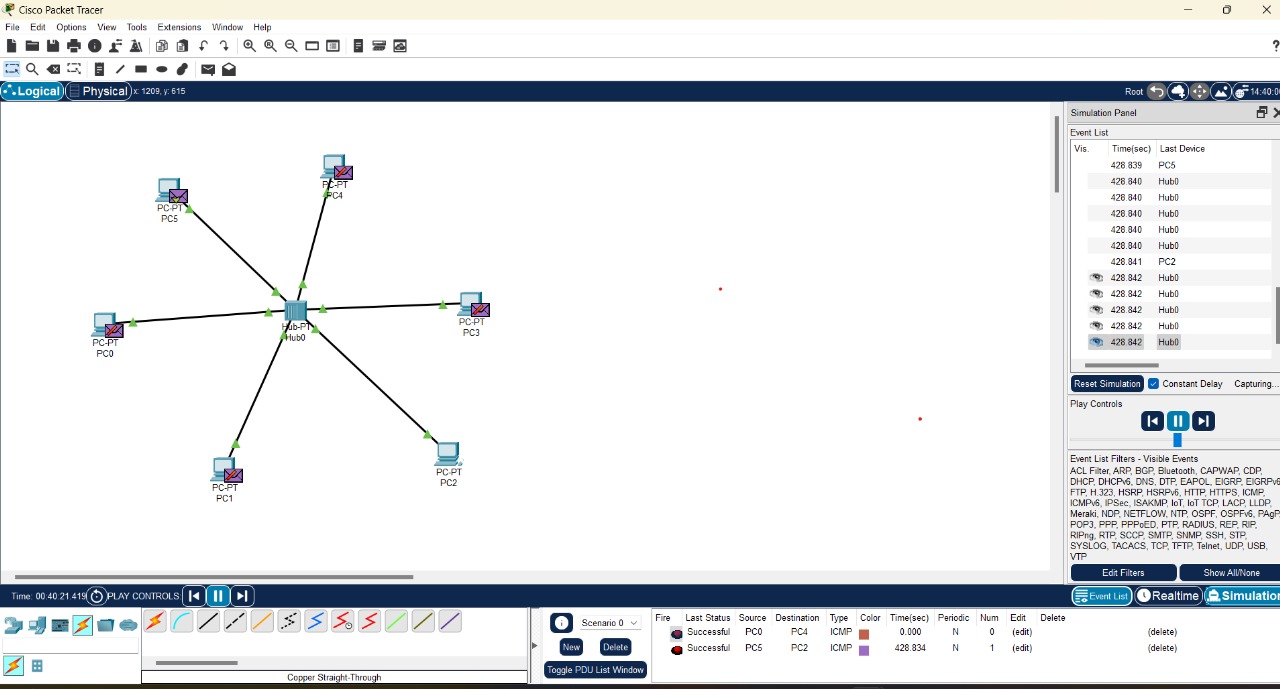 Cisco Packet Tracer
File Edit Options View Tools Extensions Window Help
?
Logical Physical x: 1209, y: 615 Root 14:40:0
Simulation Panel
Event List
Vis. Time(sec) Last Device
428.839 PC5
428.840 Hub0
428.840 Hub0
428.840 Hub0
428.840 Hub0
428.840 Hub0
428.841 PC2
428.842 Hub0
428.842 Hub0
428.842 Hub0
428.842 Hub0
428.842 Hub0
Reset Simulation Constant Delay Capturing...
Play Controls
Event List Filters - Visible Events
ACL Filter, ARP, BGP, Bluetooth, CAPWAP, CDP,
DHCP, DHCPv6, DNS, DTP, EAPOL, EIGRP, EIGRPv6
FTP, H.323, HSRP, HSRPv6, HTTP, HTTPS, ICMP,
ICMPv6, IPSec, ISAKMP, IoT, IoT TCP, LACP, LLDP,
Meraki, NDP, NETFLOW, NTP, OSPF, OSPFv6, PAgP,
POP3, PPP, PPPoED, PTP, RADIUS, REP, RIP,
RIPng, RTP, SCCP, SMTP, SNMP, SSH, STP,
SYSLOG, TACACS, TCP, TFTP, Telnet, UDP, USB,
VTP
Edit Filters Show All/None
PC-PT
PC4
PC-PT
PC5
PC-PT
PC3
Hub-PT
Hub0
PC-PT
PC0
PC-PT
PC2
PC-PT
PC1
Time: 00:40:21.419 PLAY CONTROLS Event List Realtime Simulation
Scenario 0
New Delete
Toggle PDU List Window
Fire Last Status Source Destination Type Color Time(sec) Periodic Num Edit Delete
Successful PC0 PC4 ICMP 0.000 N 0 (edit) (delete)
Successful PC5 PC2 ICMP 428.834 N 1 (edit) (delete)
Copper Straight-Through